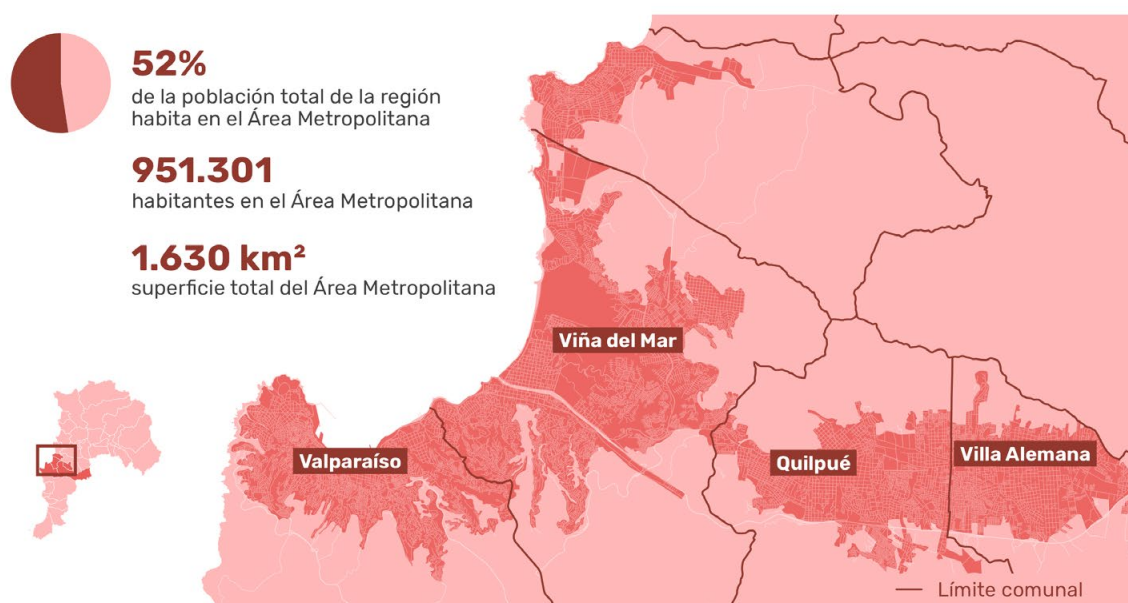 52%
de la población total de la región
habita en el Área Metropolitana
951.301
habitantes en el Área Metropolitana
1.630 km²
superficie total del Área Metropolitana
Viña del Mar
Valparaíso
Quilpué
Villa Alemana
Límite comunal